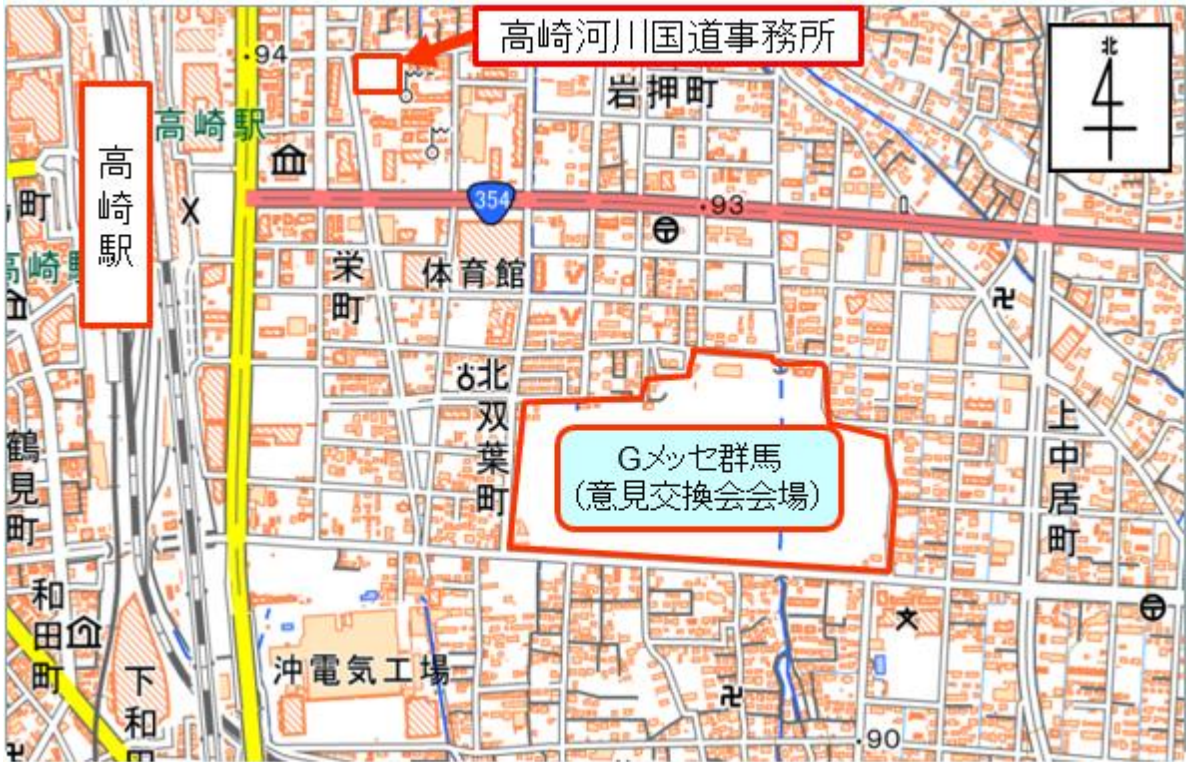 高崎河川国道事務所
北
・94
岩押町
高崎駅
高崎駅
354
・93
町
栄町
体育館
北双葉町
Gメッセ群馬
(意見交換会会場)
上中居町
鶴見町
和田町
沖電気工場
下和田
・90